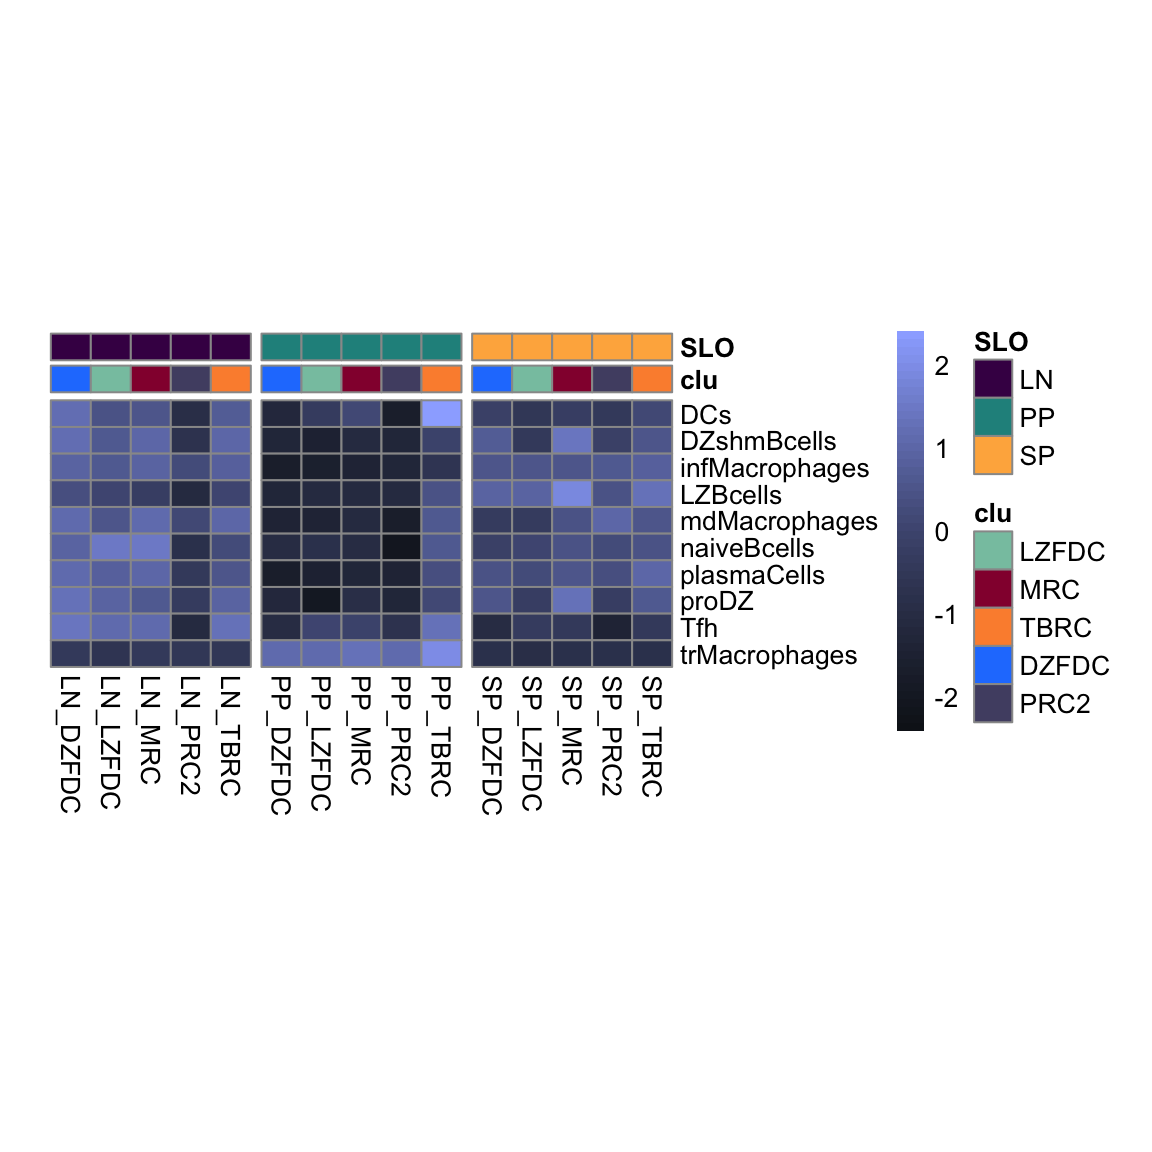 SLO
clu
DCs
DZshmBcells
infMacrophages
LZBcells
mdMacrophages
naiveBcells
plasmaCells
proDZ
Tfh
trMacrophages
LN_DZFDC
LN_LZFDC
LN_MRC
LN_PRC2
LN_TBRC
PP_DZFDC
PP_LZFDC
PP_MRC
PP_PRC2
PP_TBRC
SP_DZFDC
SP_LZFDC
SP_MRC
SP_PRC2
SP_TBRC
2
1
0
-1
-2
SLO
LN
PP
SP
clu
LZFDC
MRC
TBRC
DZFDC
PRC2